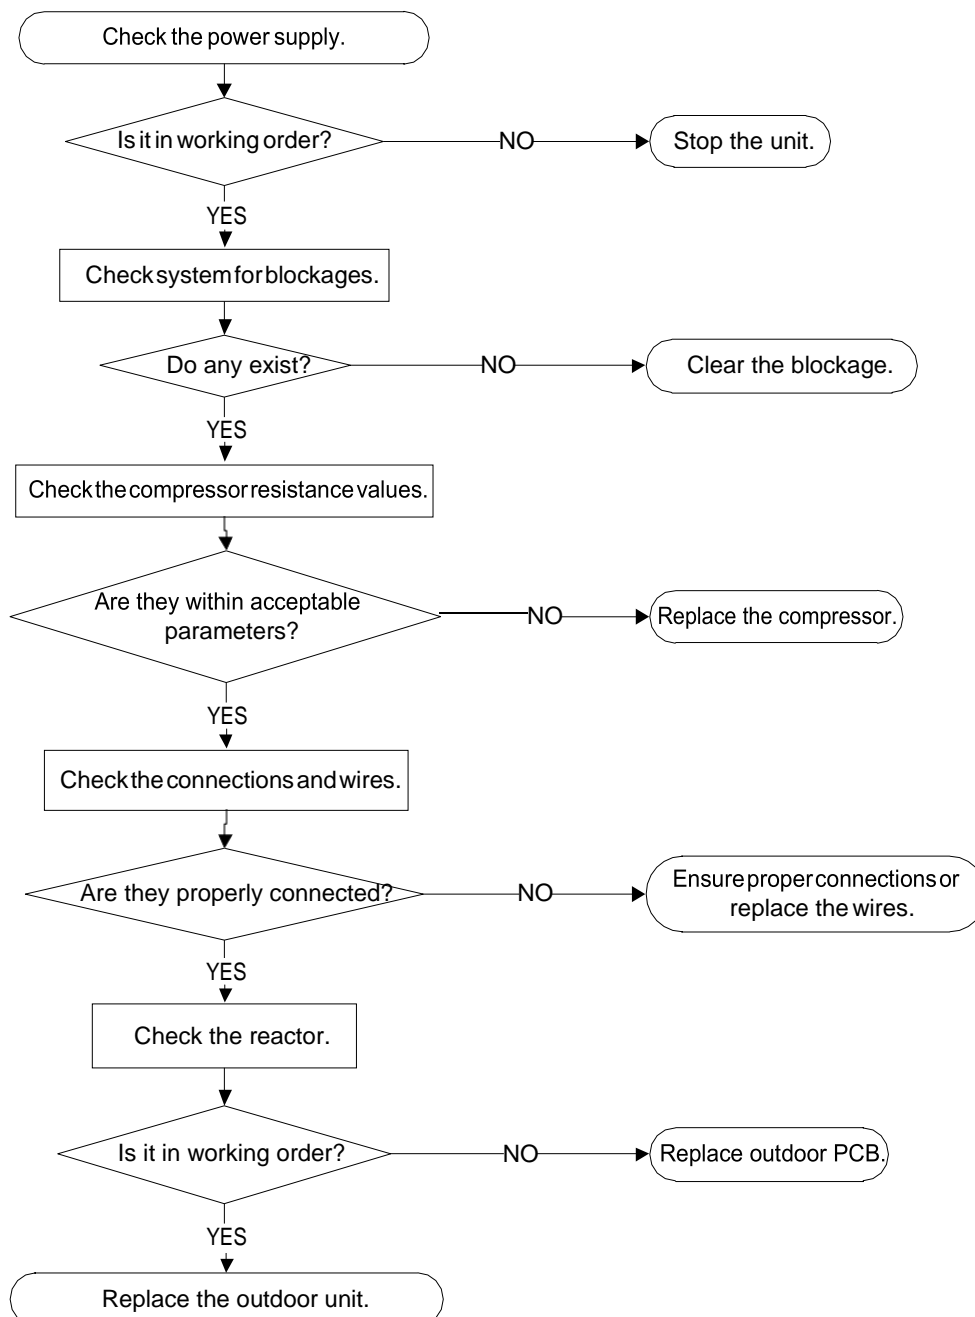 Check the power supply.
Is it in working order?
NO
Stop the unit.
YES
Check system for blockages.
Do any exist?
NO
Clear the blockage.
YES
Check the compressor resistance values.
Are they within acceptable
parameters?
NO
Replace the compressor.
YES
Check the connections and wires.
Are they properly connected?
NO
Ensure proper connections or
replace the wires.
YES
Check the reactor.
Is it in working order?
NO
Replace outdoor PCB.
YES
Replace the outdoor unit.